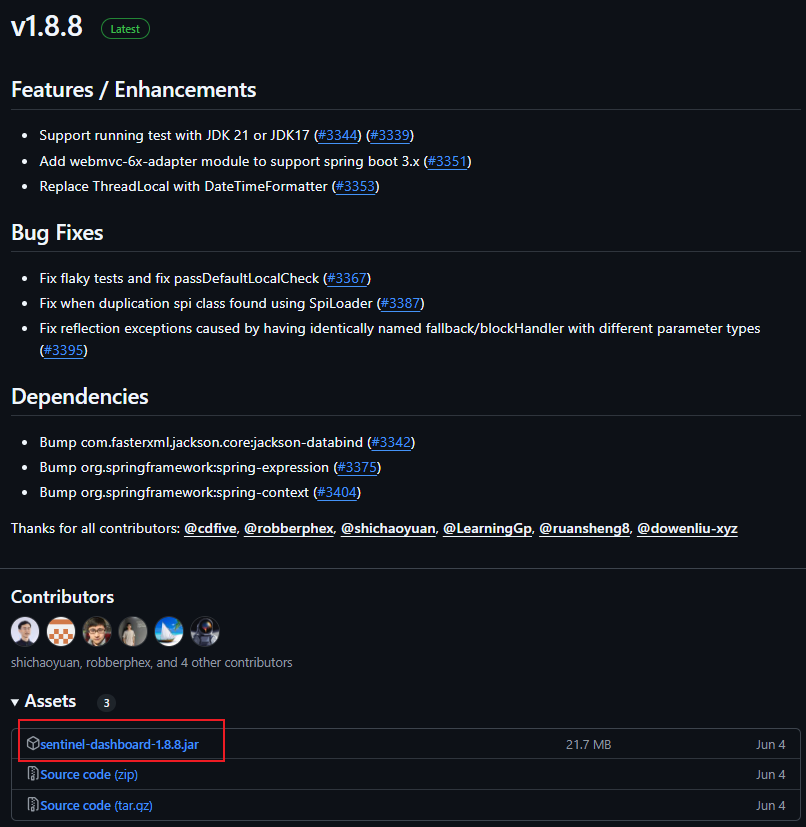 v1.8.8 Latest
Features / Enhancements
Support running test with JDK 21 or JDK17 (#3344) (#3339)
Add webmvc-6x-adapter module to support spring boot 3.x (#3351)
Replace ThreadLocal with DateTimeFormatter (#3353)
Bug Fixes
Fix flaky tests and fix passDefaultLocalCheck (#3367)
Fix when duplication spi class found using SpiLoader (#3387)
Fix reflection exceptions caused by having identically named fallback/blockHandler with different parameter types
(#3395)
Dependencies
Bump com.fasterxml.jackson.core:jackson-databind (#3342)
Bump org.springframework:spring-expression (#3375)
Bump org.springframework:spring-context (#3404)
Thanks for all contributors: @cdfive, @robberphex, @shichaoyuan, @LearningGp, @ruansheng8, @dowenliu-xyz
Contributors
shichaoyuan, robberphex, and 4 other contributors
Assets 3
sentinel-dashboard-1.8.8.jar 21.7 MB Jun 4
Source code (zip) Jun 4
Source code (tar.gz) Jun 4